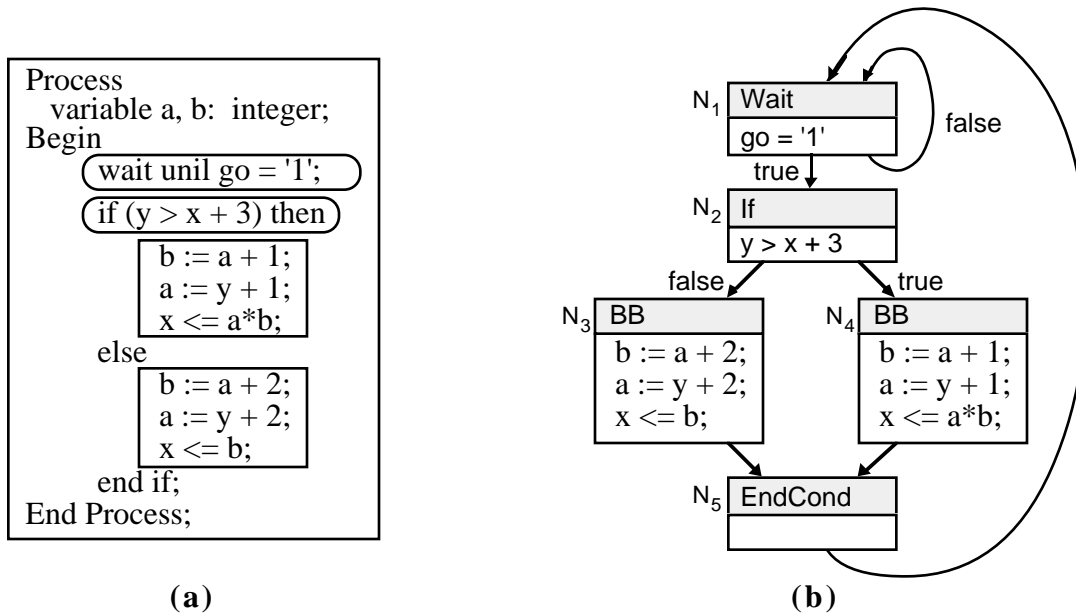 Process
variable a, b: integer;
Begin
wait unil go = '1';
if (y > x + 3) then
b := a + 1;
a := y + 1;
x <= a*b;
else
b := a + 2;
a := y + 2;
x <= b;
end if;
End Process;
(a)
N1
Wait
go = '1'
false
true
N2
If
y > x + 3
false
true
N3
BB
b := a + 2;
a := y + 2;
x <= b;
N4
BB
b := a + 1;
a := y + 1;
x <= a*b;
N5
EndCond
(b)